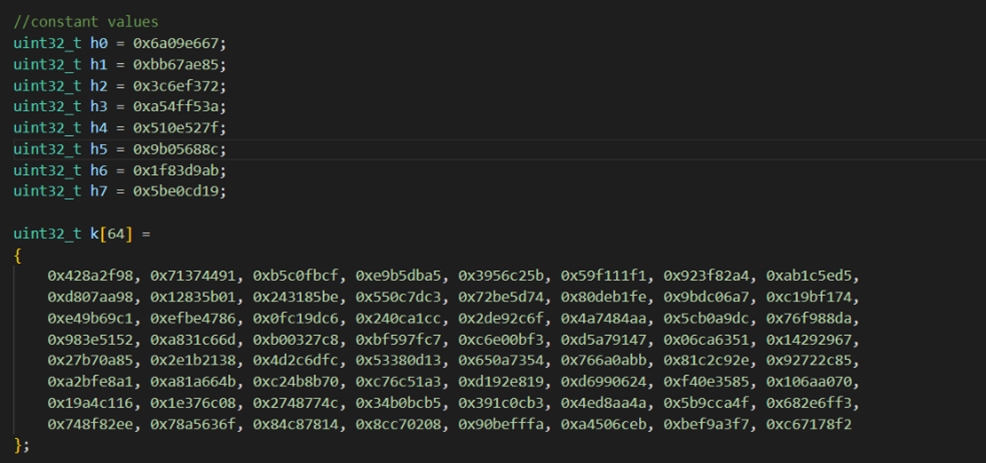 //constant values
uint32_t h0 = 0x6a09e667;
uint32_t h1 = 0xbb67ae85;
uint32_t h2 = 0x3c6ef372;
uint32_t h3 = 0xa54ff53a;
uint32_t h4 = 0x510e527f;
uint32_t h5 = 0x9b05688c;
uint32_t h6 = 0x1f83d9ab;
uint32_t h7 = 0x5be0cd19;
uint32_t k[64] =
{
0x428a2f98, 0x71374491, 0xb5c0fbcf, 0xe9b5dba5, 0x3956c25b, 0x59f111f1, 0x923f82a4, 0xab1c5ed5,
0xd807aa98, 0x12835b01, 0x243185be, 0x550c7dc3, 0x72be5d74, 0x80deb1fe, 0x9bdc06a7, 0xc19bf174,
0xe49b69c1, 0xefbe4786, 0x0fc19dc6, 0x240ca1cc, 0x2de92c6f, 0x4a7484aa, 0x5cb0a9dc, 0x76f988da,
0x983e5152, 0xa831c66d, 0xb00327c8, 0xbf597fc7, 0xc6e00bf3, 0xd5a79147, 0x06ca6351, 0x14292967,
0x27b70a85, 0x2e1b2138, 0x4d2c6dfc, 0x53380d13, 0x650a7354, 0x766a0abb, 0x81c2c92e, 0x92722c85,
0xa2bfe8a1, 0xa81a664b, 0xc24b8b70, 0xc76c51a3, 0xd192e819, 0xd6990624, 0xf40e3585, 0x106aa070,
0x19a4c116, 0x1e376c08, 0x2748774c, 0x34b0bcb5, 0x391c0cb3, 0x4ed8aa4a, 0x5b9cca4f, 0x682e6ff3,
0x748f82ee, 0x78a5636f, 0x84c87814, 0x8cc70208, 0x90befffa, 0xa4506ceb, 0xbef9a3f7, 0xc67178f2
};